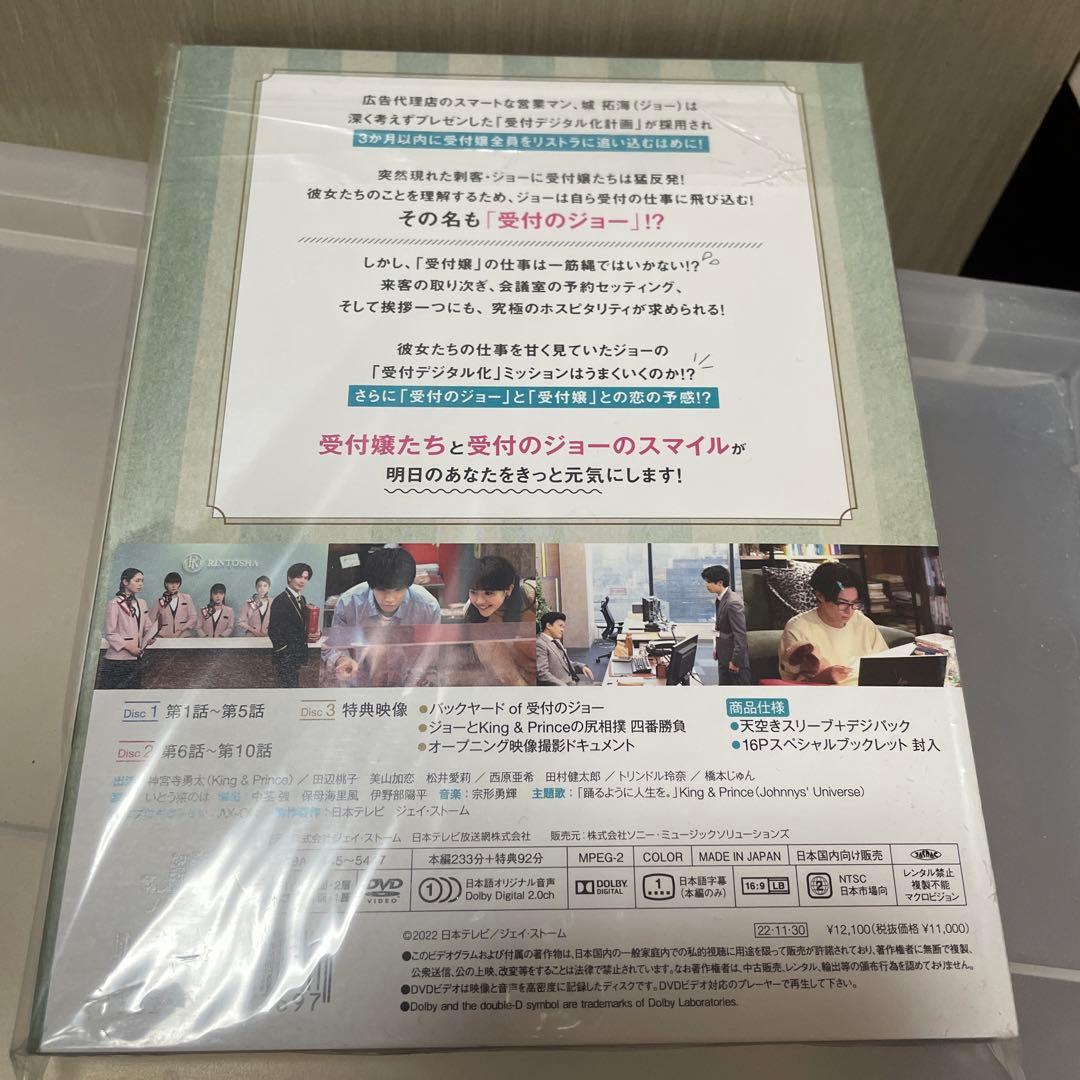 広告代理店のスマートな営業マン、城 拓海(ジョー)は
深く考えずプレゼンした「受付デジタル化計画」が採用され
3か月以内に受付嬢全員をリストラに追い込むはめに!
突然現れた刺客・ジョーに受付嬢たちは猛反発!
彼女たちのことを理解するため、ジョーは自ら受付の仕事に飛び込む!
その名も「受付のジョー」!?
しかし、「受付嬢」の仕事は一筋縄ではいかない!?
来客の取り次ぎ、会議室の予約セッティング、
そして挨拶一つにも、究極のホスピタリティが求められる!
彼女たちの仕事を甘く見ていたジョーの
「受付デジタル化」ミッションはうまくいくのか!?
さらに「受付のジョー」と「受付嬢」との恋の予感!?
受付嬢たちと受付のジョーのスマイルが
明日のあなたをきっと元気にします!
RINTOSHA
Disc 1 第1話~第5話
Disc 2 第6話~第10話
Disc 3 特典映像
●バックヤード of 受付のジョー
●ジョーとKing & Princeの尻相撲 四番勝負
●オープニング映像撮影ドキュメント
商品仕様
●天空きスリーブ+デジパック
●16Pスペシャルブックレット 封入
出演 神宮寺勇太(King & Prince)/田辺桃子 美山加恋 松井愛莉/西原亜希 田村健太郎/トリンドル玲奈/橋本じゅん
いとう菜のは 中茎 強 保母海里風 伊野部陽平 音楽:宗形勇輝 主題歌:「踊るように人生を。」King & Prince(Johnnys' Universe)
日本テレビ ジェイ・ストーム
株式会社ジェイ・ストーム 日本テレビ放送網株式会社 販売元:株式会社ソニー・ミュージックソリューションズ
本編233分+特典92分 MPEG-2 COLOR MADE IN JAPAN 日本国内向け販売
DVD VIDEO
日本語オリジナル音声
Dolby Digital 2.0ch
DOLBY DIGITAL
1 日本語字幕
(本編のみ)
16:9 LB
2 NTSC
日本市場向
レンタル禁止
複製不能
マクロビジョン
©2022 日本テレビ/ジェイ・ストーム
22・11・30 ¥12,100(税抜価格 ¥11,000)
●このビデオグラムおよび付属の著作物は、日本国内の一般家庭内での私的視聴に用途を限って販売が許諾されており、著作権者に無断で複製、
公衆送信、公の上映、改変等をすることは法律で禁止されています。なお著作権者は、中古販売、レンタル、輸出等の頒布行為を認めておりません。
●DVDビデオは映像と音声を高密度に記録したディスクです。DVDビデオ対応のプレーヤーで再生して下さい。
●Dolby and the double-D symbol are trademarks of Dolby Laboratories.